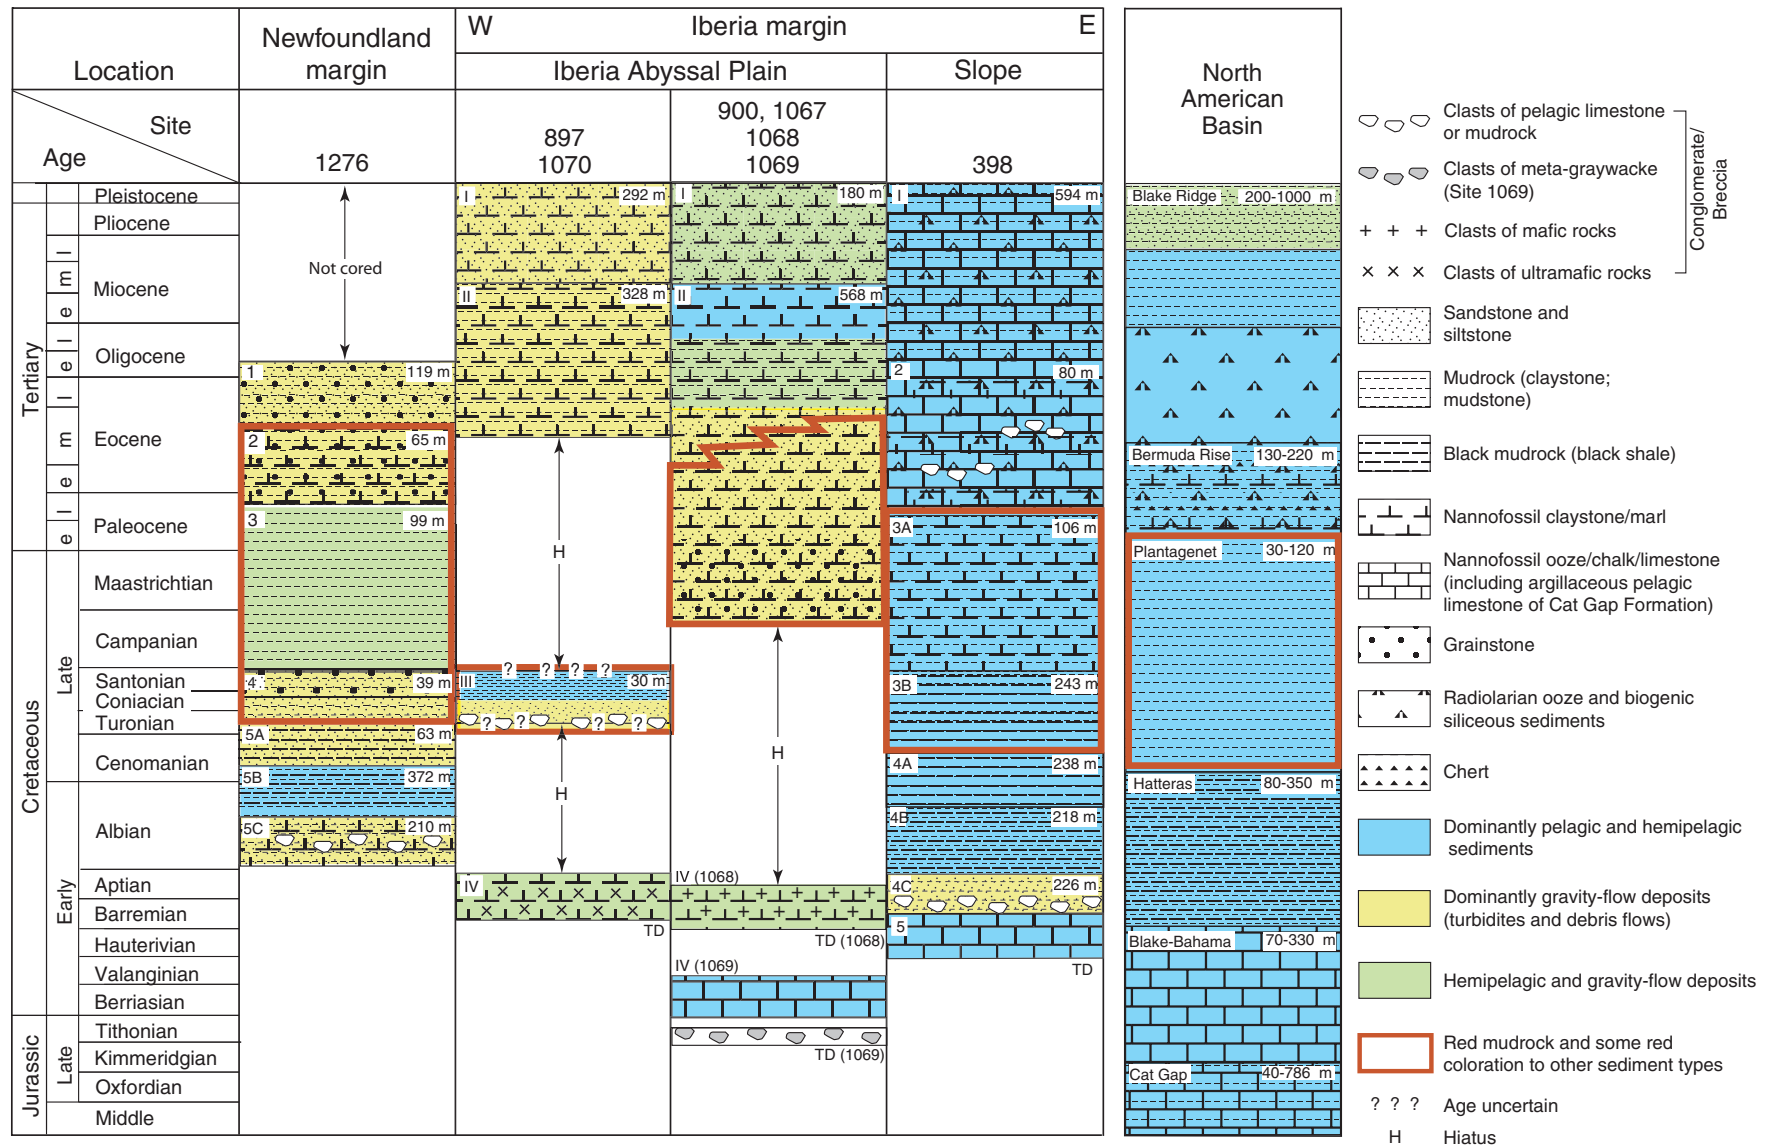 Location
Newfoundland
margin
W
Iberia margin
E
Iberia Abyssal Plain
Slope
North
American
Basin
Site
Age
1276
897
1070
900, 1067
1068
1069
398
Tertiary
Cretaceous
Jurassic
l
m
e
l
e
l
m
e
l
e
Late
Early
Late
Pleistocene
Pliocene
Miocene
Oligocene
Eocene
Paleocene
Maastrichtian
Campanian
Santonian
Coniacian
Turonian
Cenomanian
Albian
Aptian
Barremian
Hauterivian
Valanginian
Berriasian
Tithonian
Kimmeridgian
Oxfordian
Middle
Not cored
1 119 m
2 65 m
3 99 m
4 39 m
5A 63 m
5B 372 m
5C 210 m
I 292 m
II 328 m
H
? ? ? ?
III 30 m
? ? ? ?
H
IV
TD
I 180 m
II 568 m
H
IV (1068)
TD (1068)
IV (1069)
TD (1069)
I 594 m
2 80 m
3A 106 m
3B 243 m
4A 238 m
4B 218 m
4C 226 m
5
TD
Blake Ridge 200-1000 m
Bermuda Rise 130-220 m
Plantagenet 30-120 m
Hatteras 80-350 m
Blake-Bahama 70-330 m
Cat Gap 40-786 m
Clasts of pelagic limestone
or mudrock
Clasts of meta-graywacke
(Site 1069)
Clasts of mafic rocks
Clasts of ultramafic rocks
Conglomerate/
Breccia
Sandstone and
siltstone
Mudrock (claystone;
mudstone)
Black mudrock (black shale)
Nannofossil claystone/marl
Nannofossil ooze/chalk/limestone
(including argillaceous pelagic
limestone of Cat Gap Formation)
Grainstone
Radiolarian ooze and biogenic
siliceous sediments
Chert
Dominantly pelagic and hemipelagic
sediments
Dominantly gravity-flow deposits
(turbidites and debris flows)
Hemipelagic and gravity-flow deposits
Red mudrock and some red
coloration to other sediment types
? ? ? Age uncertain
H Hiatus